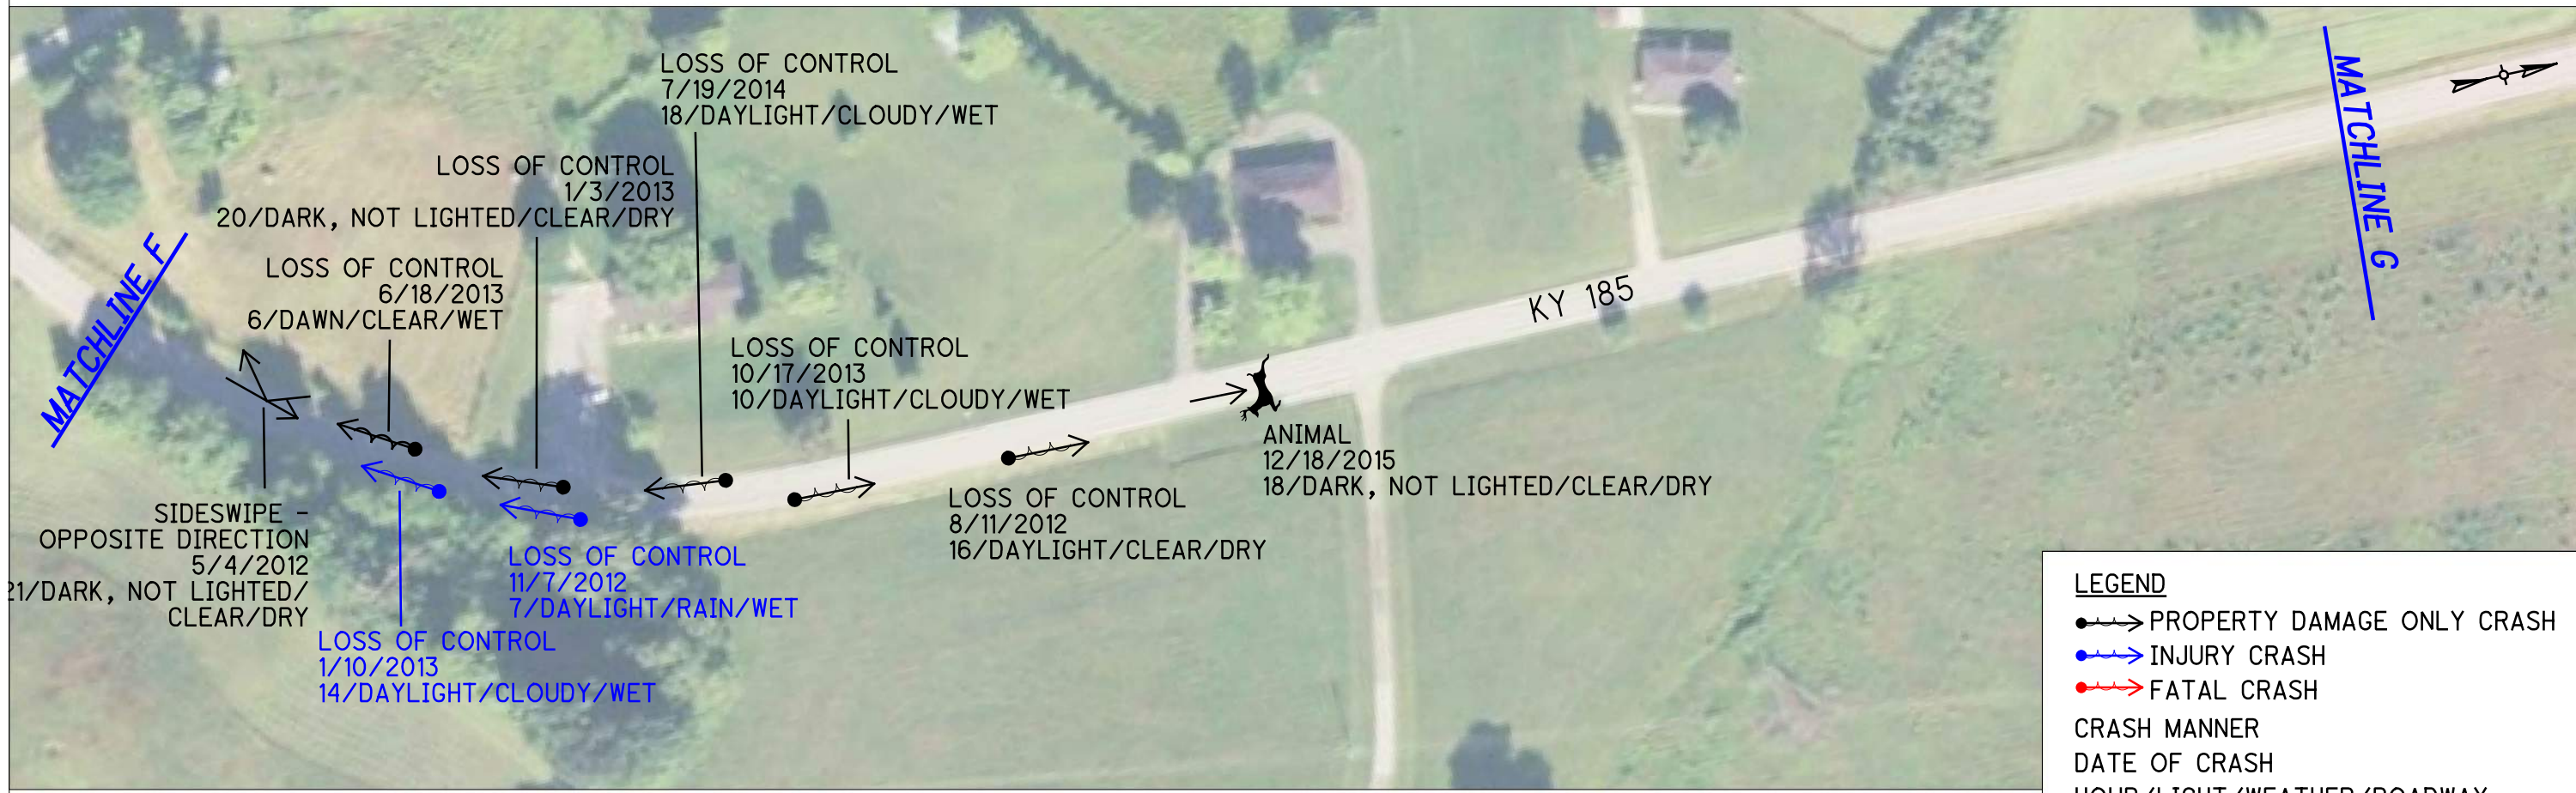 LOSS OF CONTROL
7/19/2014
18/DAYLIGHT/CLOUDY/WET
LOSS OF CONTROL
1/3/2013
20/DARK, NOT LIGHTED/CLEAR/DRY
LOSS OF CONTROL
6/18/2013
6/DAWN/CLEAR/WET
MATCHLINE F
MATCHLINE G
KY 185
LOSS OF CONTROL
10/17/2013
10/DAYLIGHT/CLOUDY/WET
ANIMAL
12/18/2015
18/DARK, NOT LIGHTED/CLEAR/DRY
LOSS OF CONTROL
8/11/2012
16/DAYLIGHT/CLEAR/DRY
SIDESWIPE -
OPPOSITE DIRECTION
5/4/2012
21/DARK, NOT LIGHTED/
CLEAR/DRY
LOSS OF CONTROL
11/7/2012
7/DAYLIGHT/RAIN/WET
LOSS OF CONTROL
1/10/2013
14/DAYLIGHT/CLOUDY/WET
LEGEND
PROPERTY DAMAGE ONLY CRASH
INJURY CRASH
FATAL CRASH
CRASH MANNER
DATE OF CRASH
HOUR/LIGHT/WEATHER/ROADWAY